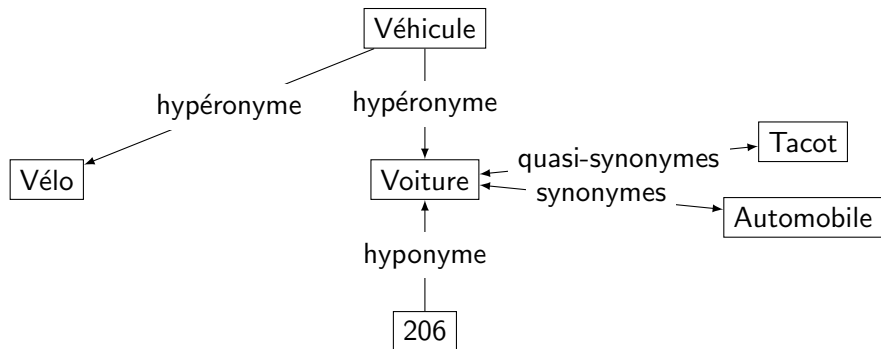 Véhicule
hypéronyme
hypéronyme
Vélo
Voiture
quasi-synonymes
Tacot
synonymes
Automobile
hyponyme
206